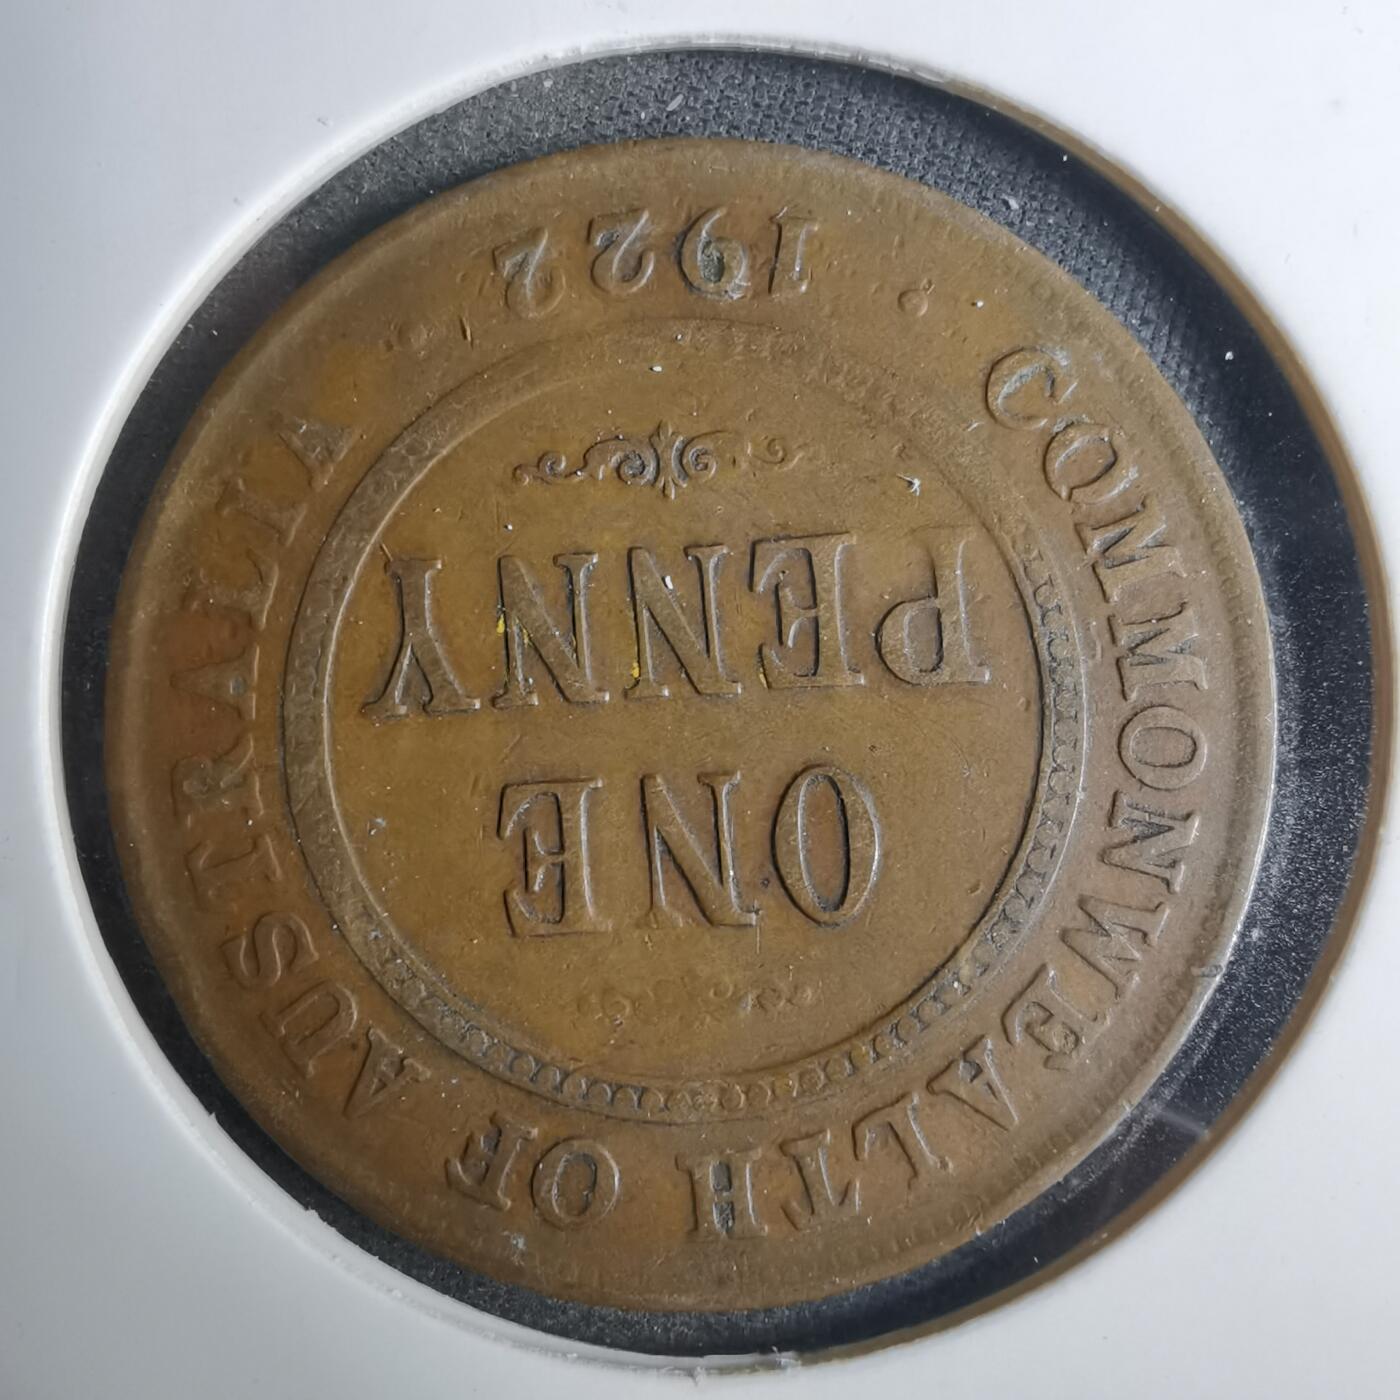 COMMONWEALTH OF AUSTRALIA
ONE
PENNY
1922